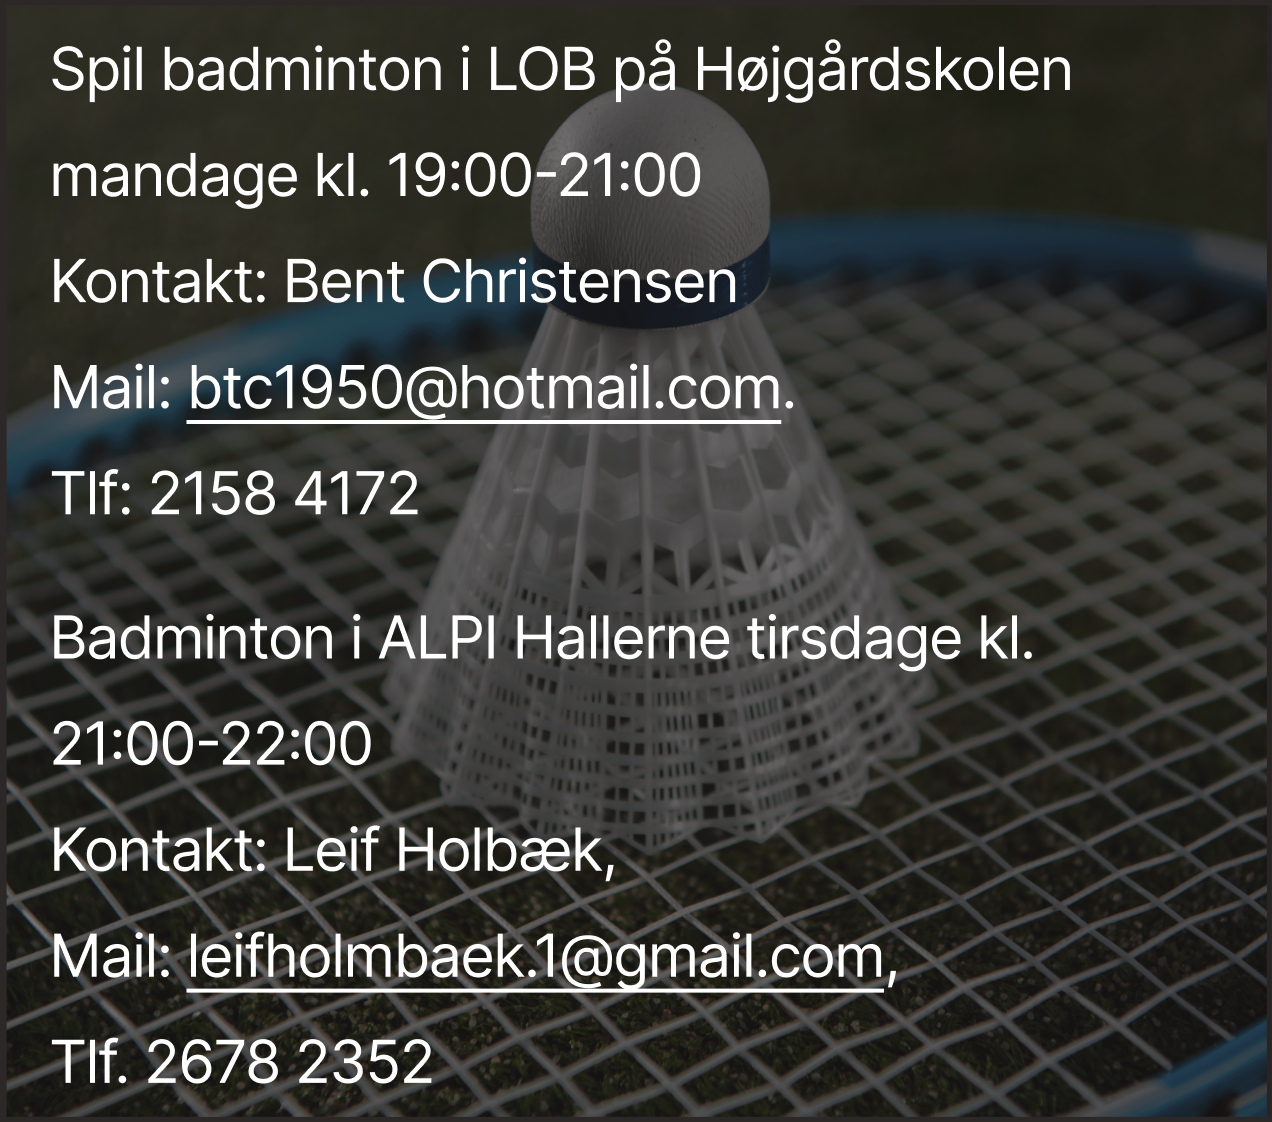 Spil badminton i LOB på Højgårdskolen
mandage kl. 19:00-21:00
Kontakt: Bent Christensen
Mail: btc1950@hotmail.com.
Tlf: 2158 4172
Badminton i ALPI Hallerne tirsdage kl.
21:00-22:00
Kontakt: Leif Holbæk,
Mail: leifholmbaek.1@gmail.com,
Tlf. 2678 2352